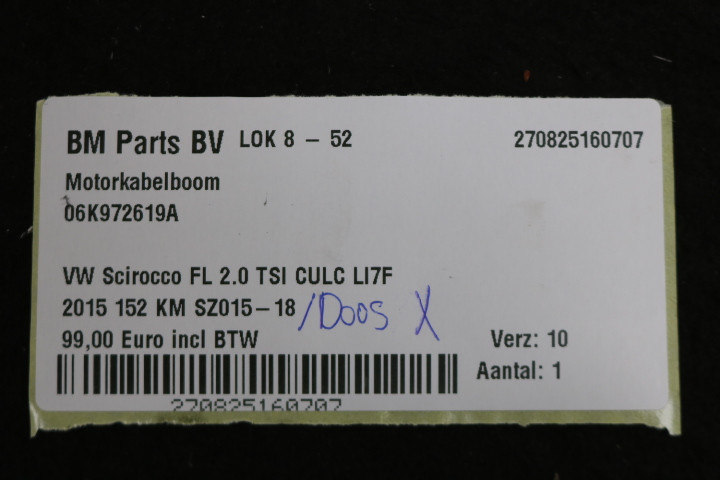 BM Parts BV LOK 8 - 52 270825160707
Motorkabelboom
06K972619A
VW Scirocco FL 2.0 TSI CULC LI7F
2015 152 KM SZ015-18 /Doos X
99,00 Euro incl BTW Verz: 10
Aantal: 1
270825160707